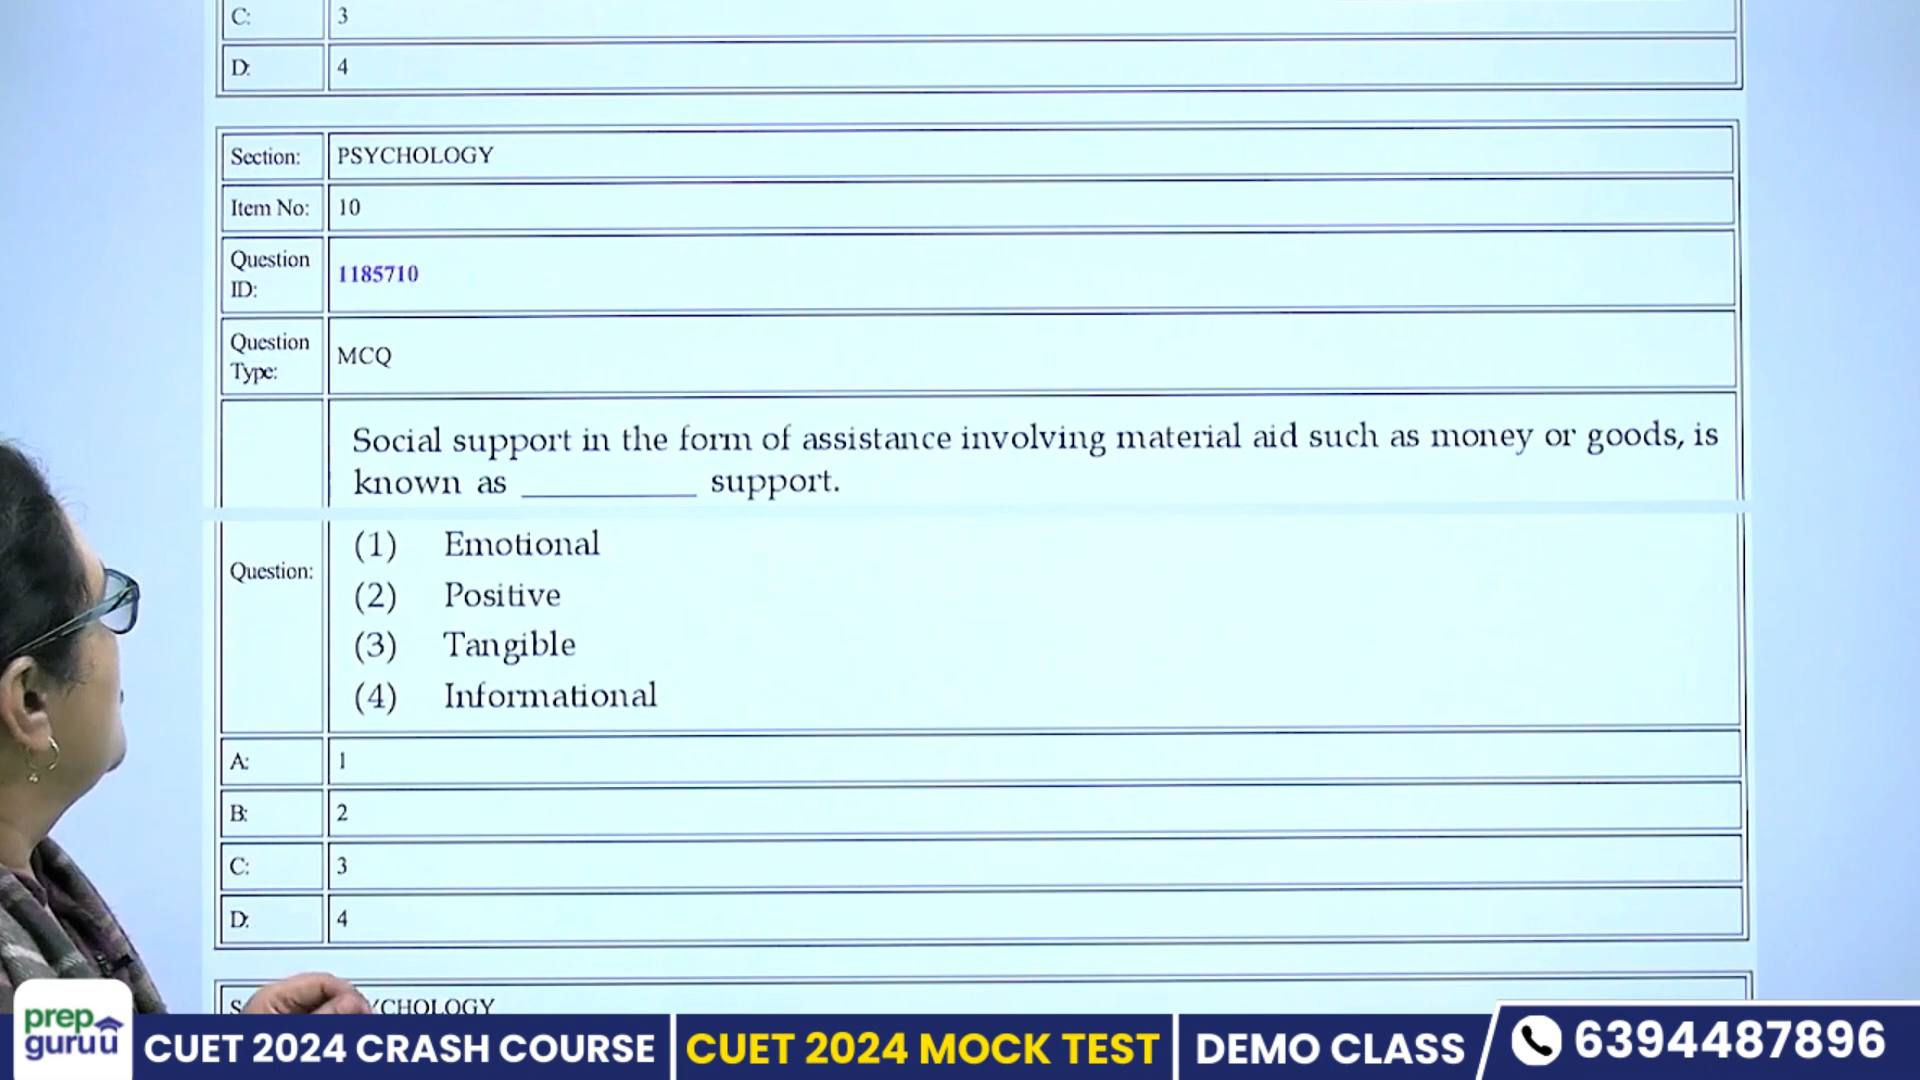 C: 3
D: 4
Section: PSYCHOLOGY
Item No: 10
Question ID: 1185710
Question Type: MCQ
Social support in the form of assistance involving material aid such as money or goods, is
known as __________ support.
Question:
(1) Emotional
(2) Positive
(3) Tangible
(4) Informational
A: 1
B: 2
C: 3
D: 4
S YCHOLOGY
prep
guruu
CUET 2024 CRASH COURSE
CUET 2024 MOCK TEST
DEMO CLASS
6394487896